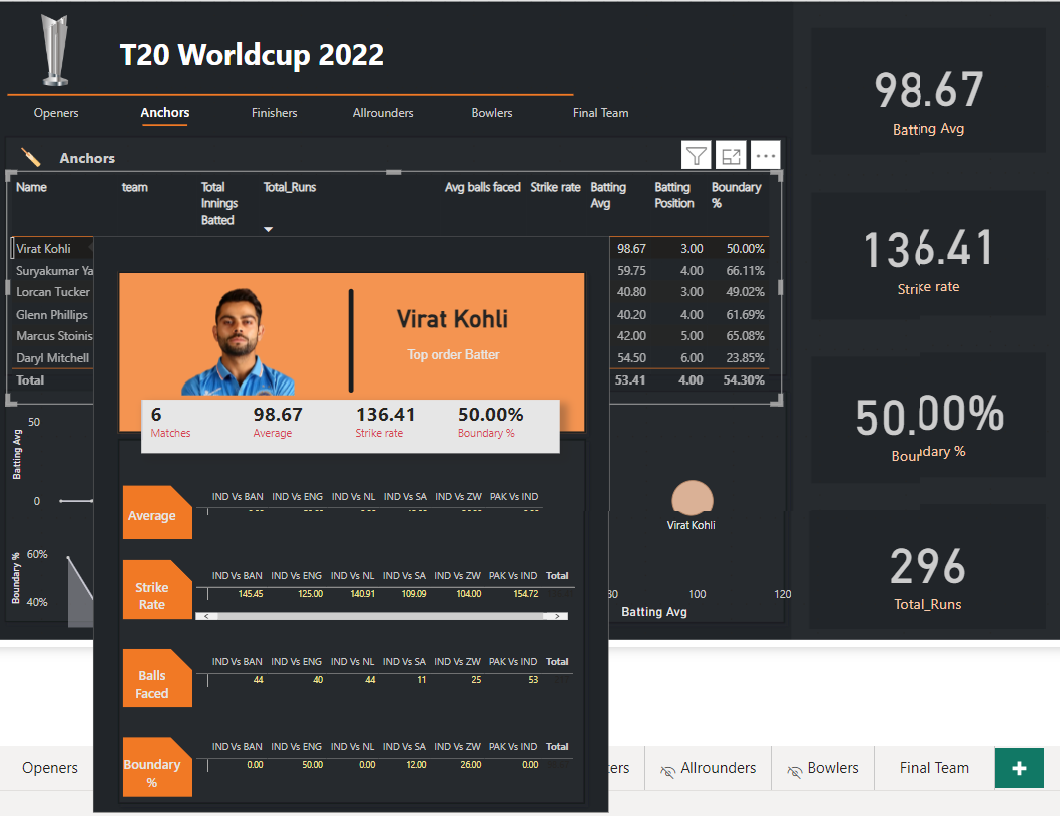 T20 Worldcup 2022
Openers Anchors Finishers Allrounders Bowlers Final Team
Anchors
Name team Total Innings Batted Total_Runs Avg balls faced Strike rate Batting Avg Batting Position Boundary %
Virat Kohli 98.67 3.00 50.00%
Suryakumar Ya 59.75 4.00 66.11%
Lorcan Tucker 40.80 3.00 49.02%
Glenn Phillips 40.20 4.00 61.69%
Marcus Stoinis 42.00 5.00 65.08%
Daryl Mitchell 54.50 6.00 23.85%
Total 53.41 4.00 54.30%
98.67
Batting Avg
136.41
Strike rate
50.00%
Boundary %
296
Total_Runs
Virat Kohli
Top order Batter
6 98.67 136.41 50.00%
Matches Average Strike rate Boundary %
Average
IND Vs BAN IND Vs ENG IND Vs NL IND Vs SA IND Vs ZW PAK Vs IND
Strike Rate
IND Vs BAN IND Vs ENG IND Vs NL IND Vs SA IND Vs ZW PAK Vs IND Total
145.45 125.00 140.91 109.09 104.00 154.72
Balls Faced
IND Vs BAN IND Vs ENG IND Vs NL IND Vs SA IND Vs ZW PAK Vs IND Total
44 40 44 11 25 53
Boundary %
IND Vs BAN IND Vs ENG IND Vs NL IND Vs SA IND Vs ZW PAK Vs IND Total
0.00 50.00 0.00 12.00 26.00 0.00
Batting Avg
50
0
Boundary %
60%
40%
Virat Kohli
80 100 120
Batting Avg
Openers ters Allrounders Bowlers Final Team +